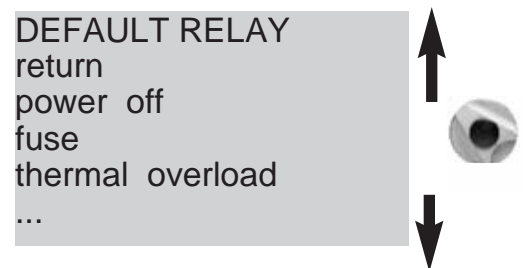 DEFAULT RELAY
return
power off
fuse
thermal overload
...